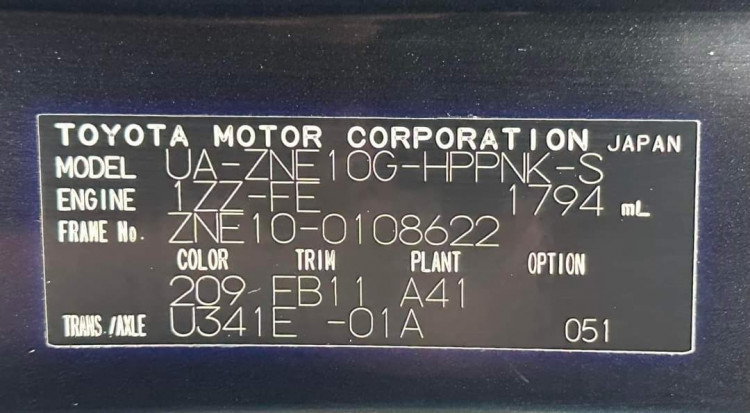 TOYOTA MOTOR CORPORATION JAPAN
MODEL UA-ZNE10G-HPPNK-S
ENGINE 1ZZ-FE 1794 mL
FRAME No. ZNE10-0108622
COLOR TRIM PLANT OPTION
209 FB11 A41
TRANS./AXLE U341E -01A 051